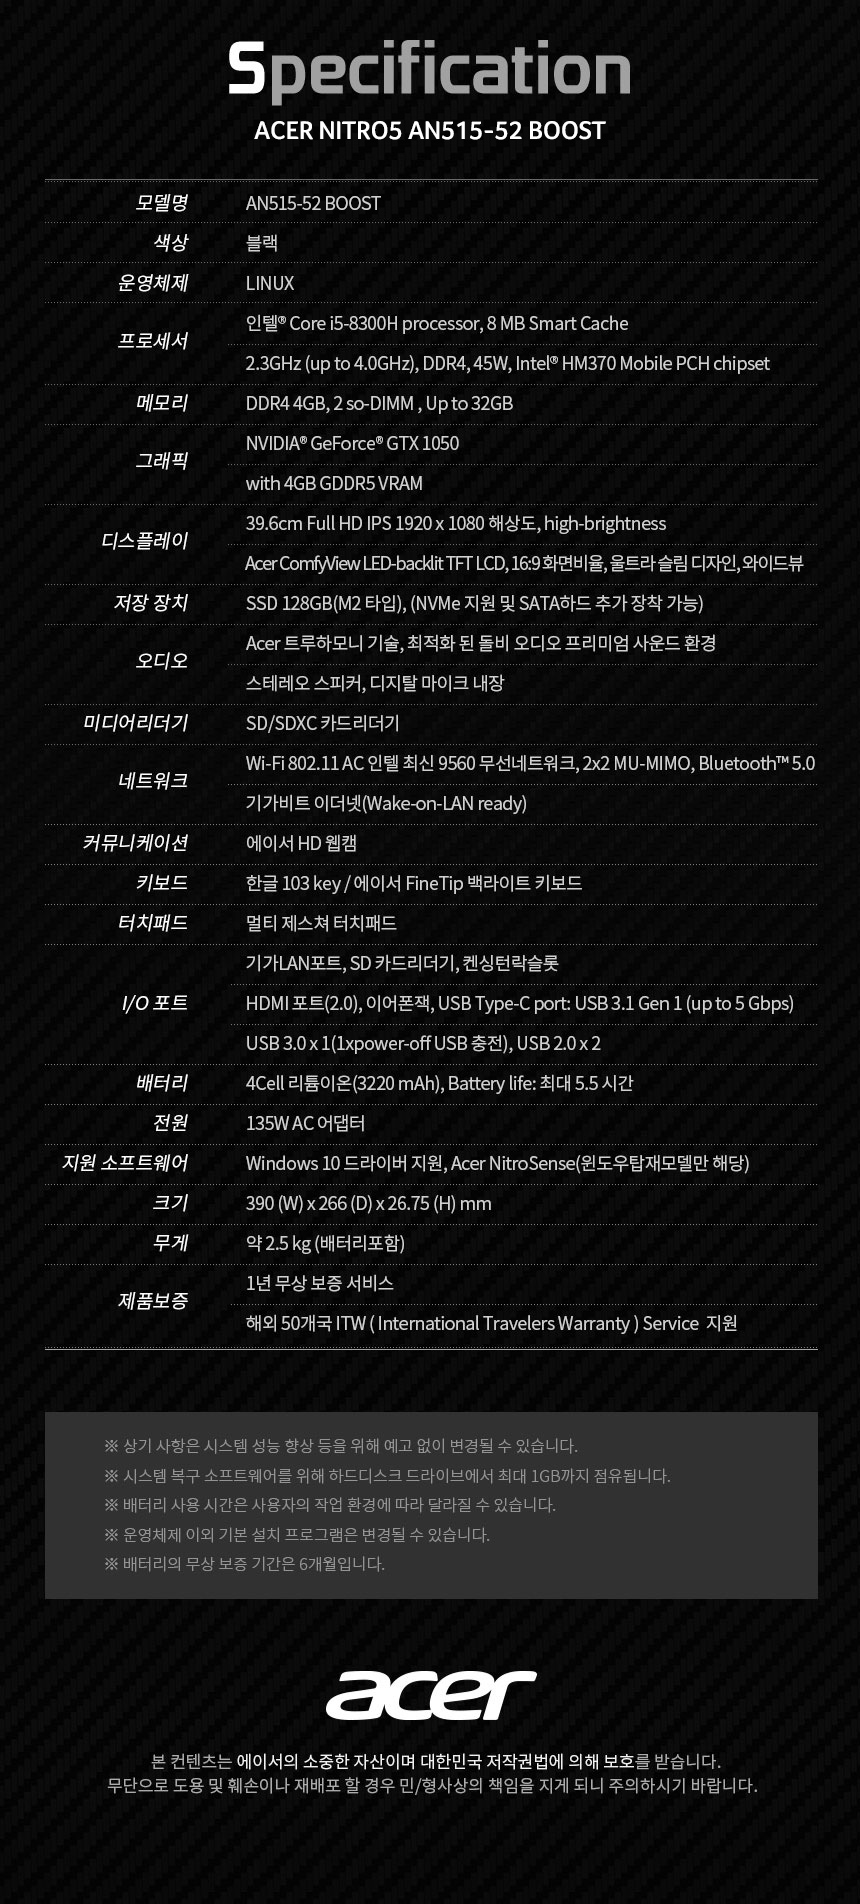 Specification
ACER NITRO5 AN515-52 BOOST
모델명 AN515-52 BOOST
색상 블랙
운영체제 LINUX
프로세서 인텔® Core i5-8300H processor, 8 MB Smart Cache
2.3GHz (up to 4.0GHz), DDR4, 45W, Intel® HM370 Mobile PCH chipset
메모리 DDR4 4GB, 2 so-DIMM , Up to 32GB
그래픽 NVIDIA® GeForce® GTX 1050
with 4GB GDDR5 VRAM
디스플레이 39.6cm Full HD IPS 1920 x 1080 해상도, high-brightness
Acer ComfyView LED-backlit TFT LCD, 16:9 화면비율, 울트라 슬림 디자인, 와이드뷰
저장 장치 SSD 128GB(M2 타입), (NVMe 지원 및 SATA하드 추가 장착 가능)
오디오 Acer 트루하모니 기술, 최적화 된 돌비 오디오 프리미엄 사운드 환경
스테레오 스피커, 디지탈 마이크 내장
미디어리더기 SD/SDXC 카드리더기
네트워크 Wi-Fi 802.11 AC 인텔 최신 9560 무선네트워크, 2x2 MU-MIMO, Bluetooth™ 5.0
기가비트 이더넷(Wake-on-LAN ready)
커뮤니케이션 에이서 HD 웹캠
키보드 한글 103 key / 에이서 FineTip 백라이트 키보드
터치패드 멀티 제스쳐 터치패드
I/O 포트 기가LAN포트, SD 카드리더기, 켄싱턴락슬롯
HDMI 포트(2.0), 이어폰잭, USB Type-C port: USB 3.1 Gen 1 (up to 5 Gbps)
USB 3.0 x 1(1xpower-off USB 충전), USB 2.0 x 2
배터리 4Cell 리튬이온(3220 mAh), Battery life: 최대 5.5 시간
전원 135W AC 어댑터
지원 소프트웨어 Windows 10 드라이버 지원, Acer NitroSense(윈도우탑재모델만 해당)
크기 390 (W) x 266 (D) x 26.75 (H) mm
무게 약 2.5 kg (배터리포함)
제품보증 1년 무상 보증 서비스
해외 50개국 ITW ( International Travelers Warranty ) Service 지원
※ 상기 사항은 시스템 성능 향상 등을 위해 예고 없이 변경될 수 있습니다.
※ 시스템 복구 소프트웨어를 위해 하드디스크 드라이브에서 최대 1GB까지 점유됩니다.
※ 배터리 사용 시간은 사용자의 작업 환경에 따라 달라질 수 있습니다.
※ 운영체제 이외 기본 설치 프로그램은 변경될 수 있습니다.
※ 배터리의 무상 보증 기간은 6개월입니다.
acer
본 컨텐츠는 에이서의 소중한 자산이며 대한민국 저작권법에 의해 보호를 받습니다.
무단으로 도용 및 훼손이나 재배포 할 경우 민/형사상의 책임을 지게 되니 주의하시기 바랍니다.